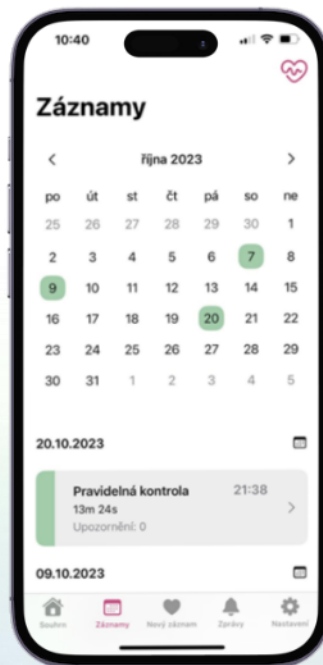 10:40
Záznamy
října 2023
po út st čt pá so ne
25 26 27 28 29 30 1
2 3 4 5 6 7 8
9 10 11 12 13 14 15
16 17 18 19 20 21 22
23 24 25 26 27 28 29
30 31 1 2 3 4 5
20.10.2023
Pravidelná kontrola 21:38
13m 24s
Upozornění: 0
09.10.2023
Souhrn Záznamy Nový záznam Zprávy Nastavení